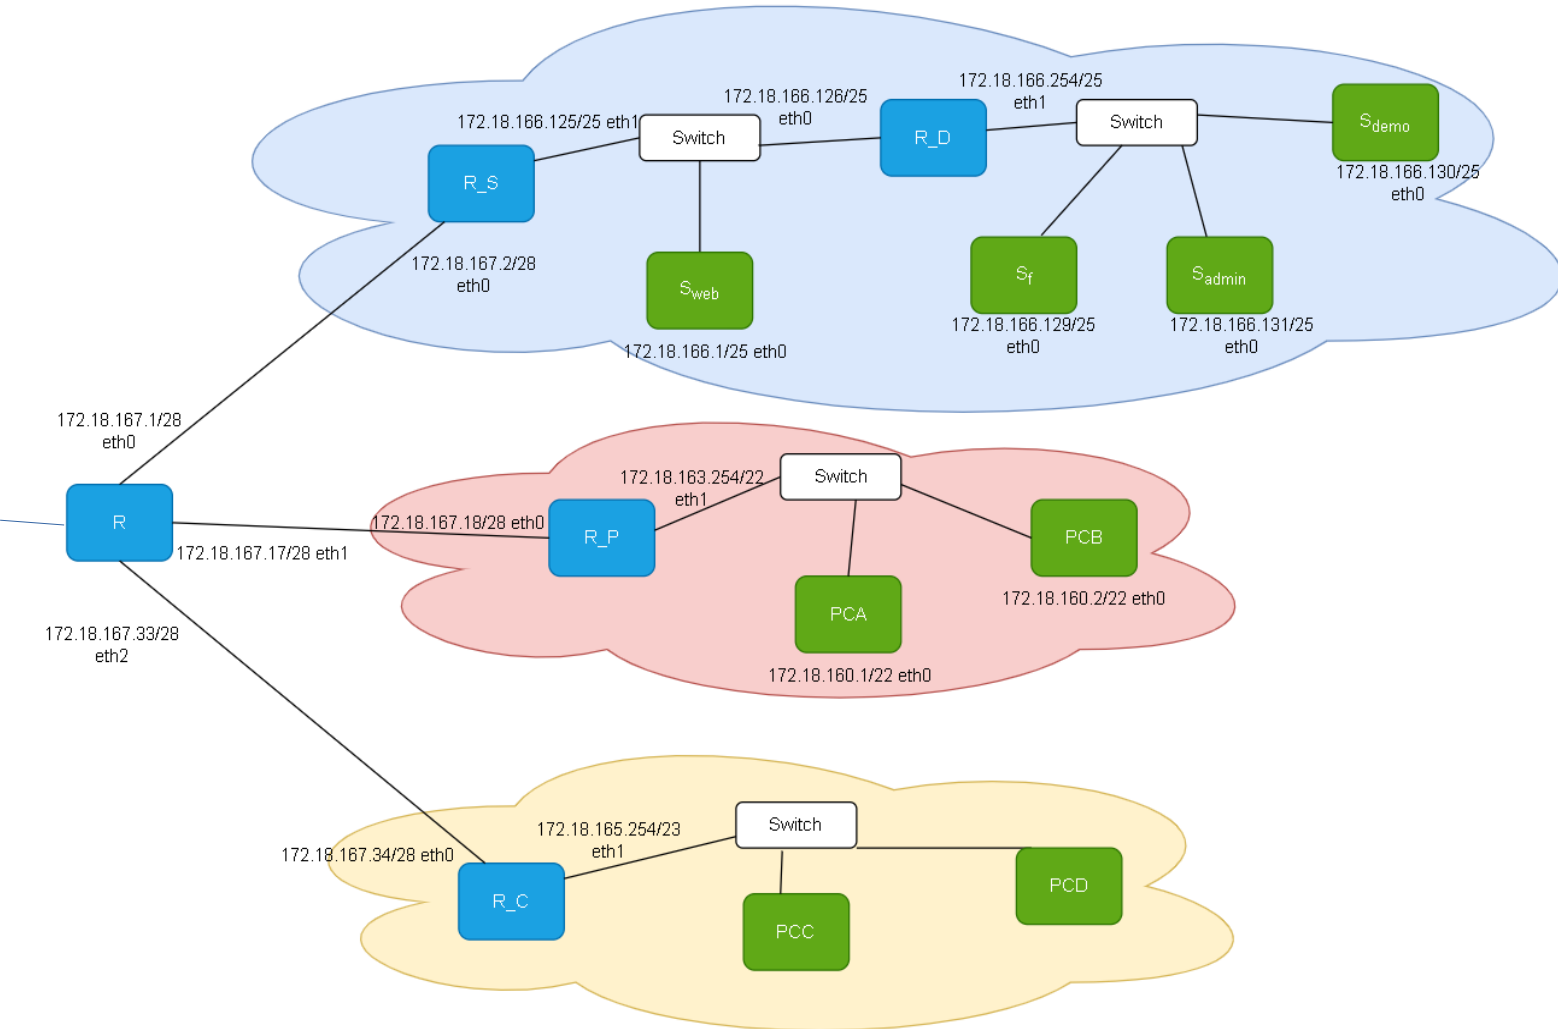 172.18.166.254/25
eth1
172.18.166.126/25
eth0
172.18.166.125/25 eth1
Switch
R_D
Switch
S_demo
R_S
172.18.166.130/25
eth0
172.18.167.2/28
eth0
S_web
S_f
S_admin
172.18.166.129/25
eth0
172.18.166.131/25
eth0
172.18.166.1/25 eth0
172.18.167.1/28
eth0
R
172.18.167.17/28 eth1
172.18.167.18/28 eth0
R_P
172.18.163.254/22
eth1
Switch
PCB
172.18.160.2/22 eth0
PCA
172.18.160.1/22 eth0
172.18.167.33/28
eth2
172.18.167.34/28 eth0
R_C
172.18.165.254/23
eth1
Switch
PCD
PCC